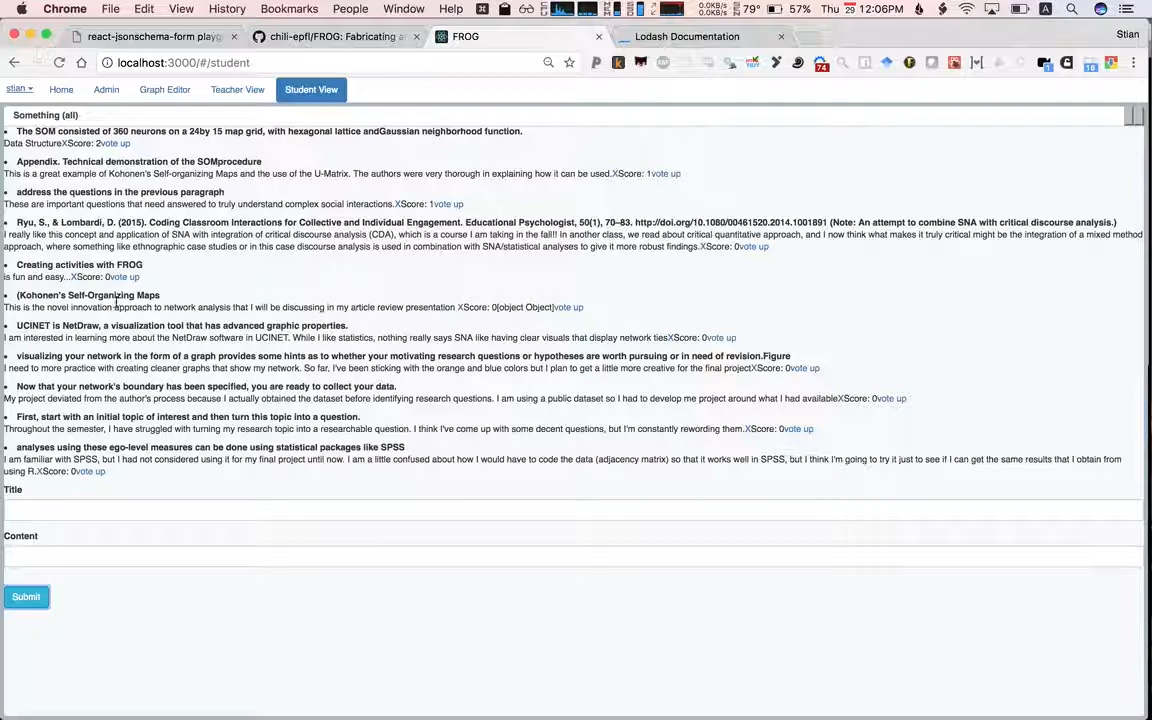 Chrome File Edit View History Bookmarks People Window Help 0.0KB/s 0.0KB/s 79° 57% Thu 29 12:06PM
react-jsonschema-form playg × chili-epfl/FROG: Fabricating a × FROG × Lodash Documentation × Stian
localhost:3000/#/student
stian Home Admin Graph Editor Teacher View Student View
Something (all)
• The SOM consisted of 360 neurons on a 24by 15 map grid, with hexagonal lattice andGaussian neighborhood function.
Data StructureXScore: 2vote up
• Appendix. Technical demonstration of the SOMprocedure
This is a great example of Kohonen's Self-organizing Maps and the use of the U-Matrix. The authors were very thorough in explaining how it can be used.XScore: 1vote up
• address the questions in the previous paragraph
These are important questions that need answered to truly understand complex social interactions.XScore: 1vote up
• Ryu, S., & Lombardi, D. (2015). Coding Classroom Interactions for Collective and Individual Engagement. Educational Psychologist, 50(1), 70–83. http://doi.org/10.1080/00461520.2014.1001891 (Note: An attempt to combine SNA with critical discourse analysis.)
I really like this concept and application of SNA with integration of critical discourse analysis (CDA), which is a course I am taking in the fall!! In another class, we read about critical quantitative approach, and I now think what makes it truly critical might be the integration of a mixed method
approach, where something like ethnographic case studies or in this case discourse analysis is used in combination with SNA/statistical analyses to give it more robust findings.XScore: 0vote up
• Creating activities with FROG
is fun and easy...XScore: 0vote up
• (Kohonen's Self-Organizing Maps
This is the novel innovation approach to network analysis that I will be discussing in my article review presentation XScore: 0[object Object]vote up
• UCINET is NetDraw, a visualization tool that has advanced graphic properties.
I am interested in learning more about the NetDraw software in UCINET. While I like statistics, nothing really says SNA like having clear visuals that display network tiesXScore: 0vote up
• visualizing your network in the form of a graph provides some hints as to whether your motivating research questions or hypotheses are worth pursuing or in need of revision.Figure
I need to more practice with creating cleaner graphs that show my network. So far, I've been sticking with the orange and blue colors but I plan to get a little more creative for the final projectXScore: 0vote up
• Now that your network's boundary has been specified, you are ready to collect your data.
My project deviated from the author's process because I actually obtained the dataset before identifying research questions. I am using a public dataset so I had to develop me project around what I had availableXScore: 0vote up
• First, start with an initial topic of interest and then turn this topic into a question.
Throughout the semester, I have struggled with turning my research topic into a researchable question. I think I've come up with some decent questions, but I'm constantly rewording them.XScore: 0vote up
• analyses using these ego-level measures can be done using statistical packages like SPSS
I am familiar with SPSS, but I had not considered using it for my final project until now. I am a little confused about how I would have to code the data (adjacency matrix) so that it works well in SPSS, but I think I'm going to try it just to see if I can get the same results that I obtain from
using R.XScore: 0vote up
Title
Content
Submit